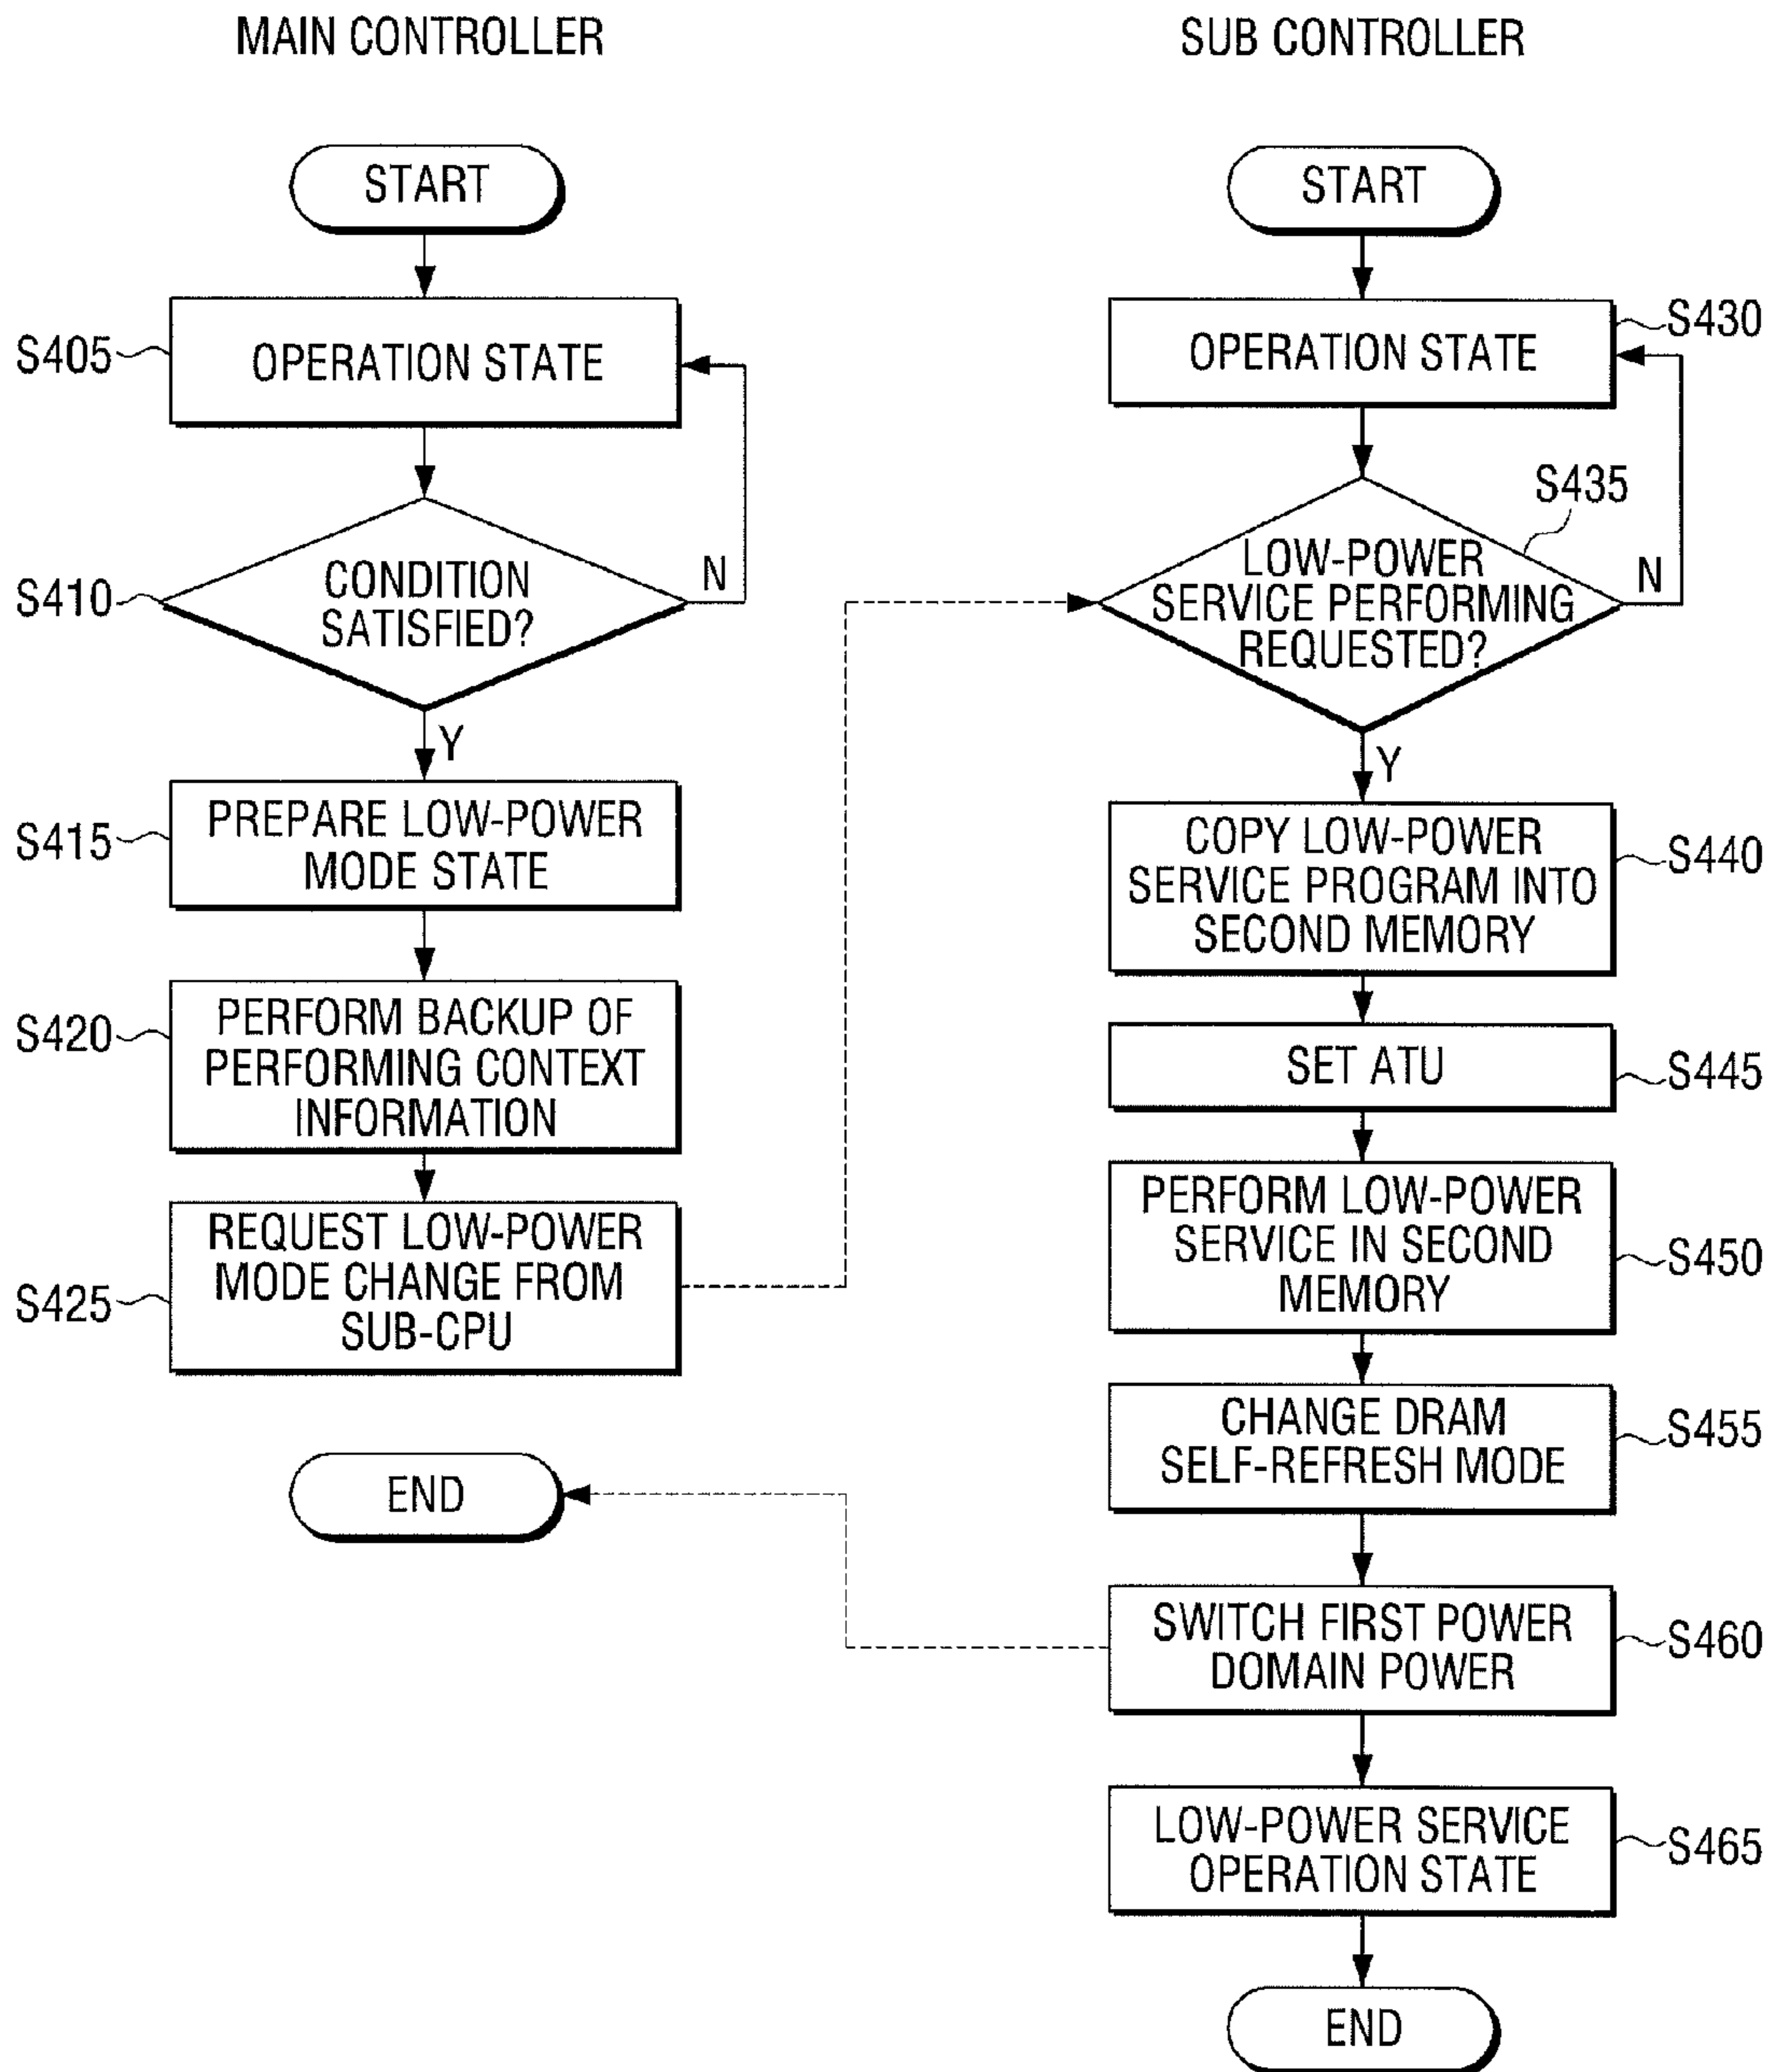 MAIN CONTROLLER
START
S405
OPERATION STATE
S410
CONDITION
SATISFIED?
N
Y
S415
PREPARE LOW-POWER
MODE STATE
S420
PERFORM BACKUP OF
PERFORMING CONTEXT
INFORMATION
S425
REQUEST LOW-POWER
MODE CHANGE FROM
SUB-CPU
END
SUB CONTROLLER
START
OPERATION STATE
S430
S435
LOW-POWER
SERVICE PERFORMING
REQUESTED?
N
Y
COPY LOW-POWER
SERVICE PROGRAM INTO
SECOND MEMORY
S440
SET ATU
S445
PERFORM LOW-POWER
SERVICE IN SECOND
MEMORY
S450
CHANGE DRAM
SELF-REFRESH MODE
S455
SWITCH FIRST POWER
DOMAIN POWER
S460
LOW-POWER SERVICE
OPERATION STATE
S465
END